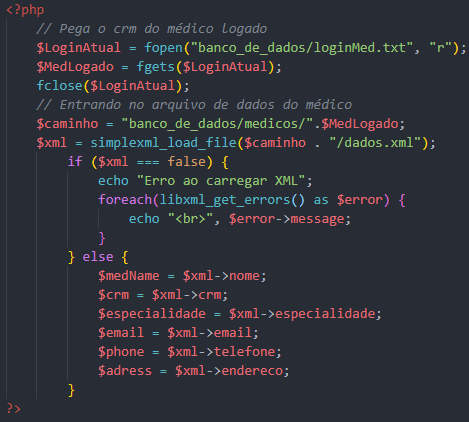 <?php
// Pega o crm do médico logado
$LoginAtual = fopen("banco_de_dados/loginMed.txt", "r");
$MedLogado = fgets($LoginAtual);
fclose($LoginAtual);
// Entrando no arquivo de dados do médico
$caminho = "banco_de_dados/medicos/".$MedLogado;
$xml = simplexml_load_file($caminho . "/dados.xml");
if ($xml === false) {
echo "Erro ao carregar XML";
foreach(libxml_get_errors() as $error) {
echo "<br>", $error->message;
}
} else {
$medName = $xml->nome;
$crm = $xml->crm;
$especialidade = $xml->especialidade;
$email = $xml->email;
$phone = $xml->telefone;
$adress = $xml->endereco;
}
?>